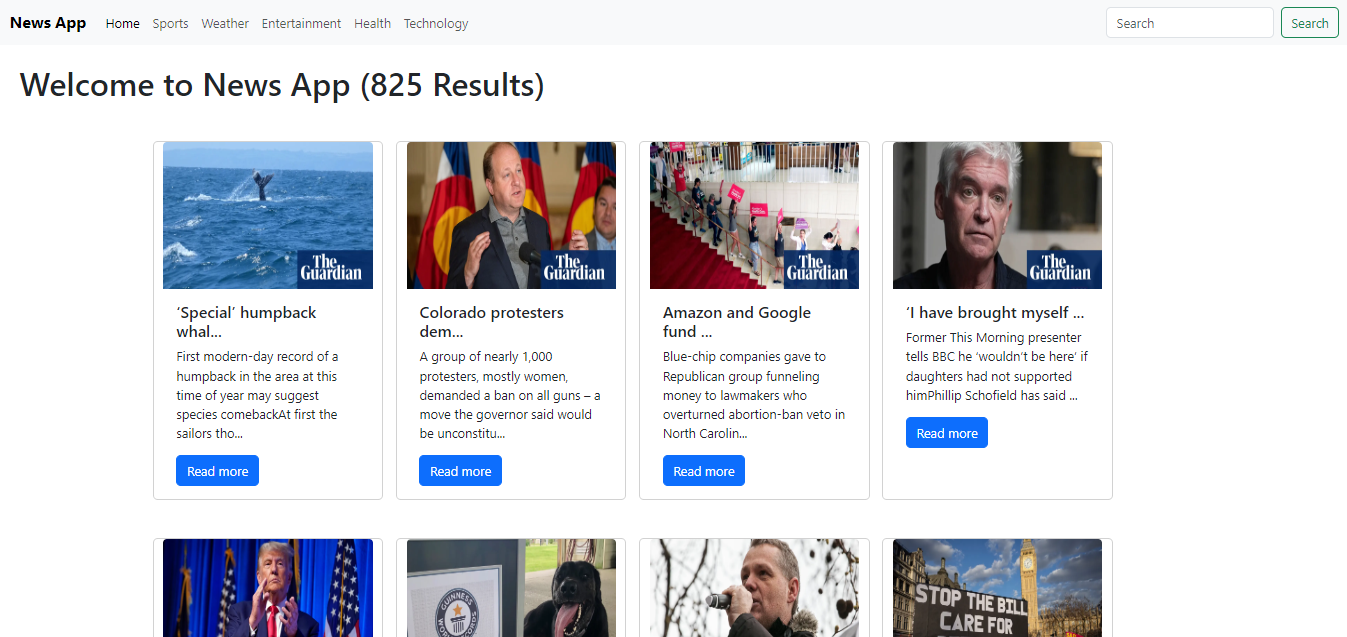 News App Home Sports Weather Entertainment Health Technology Search Search
Welcome to News App (825 Results)
The
Guardian
‘Special’ humpback
whal...
First modern-day record of a
humpback in the area at this
time of year may suggest
species comebackAt first the
sailors tho...
Read more
The
Guardian
Colorado protesters
dem...
A group of nearly 1,000
protesters, mostly women,
demanded a ban on all guns – a
move the governor said would
be unconstitu...
Read more
The
Guardian
Amazon and Google
fund ...
Blue-chip companies gave to
Republican group funneling
money to lawmakers who
overturned abortion-ban veto in
North Carolin...
Read more
The
Guardian
‘I have brought myself ...
Former This Morning presenter
tells BBC he ‘wouldn’t be here’ if
daughters had not supported
himPhillip Schofield has said ...
Read more
GUINNESS
STOP THE BILL
CARE FOR